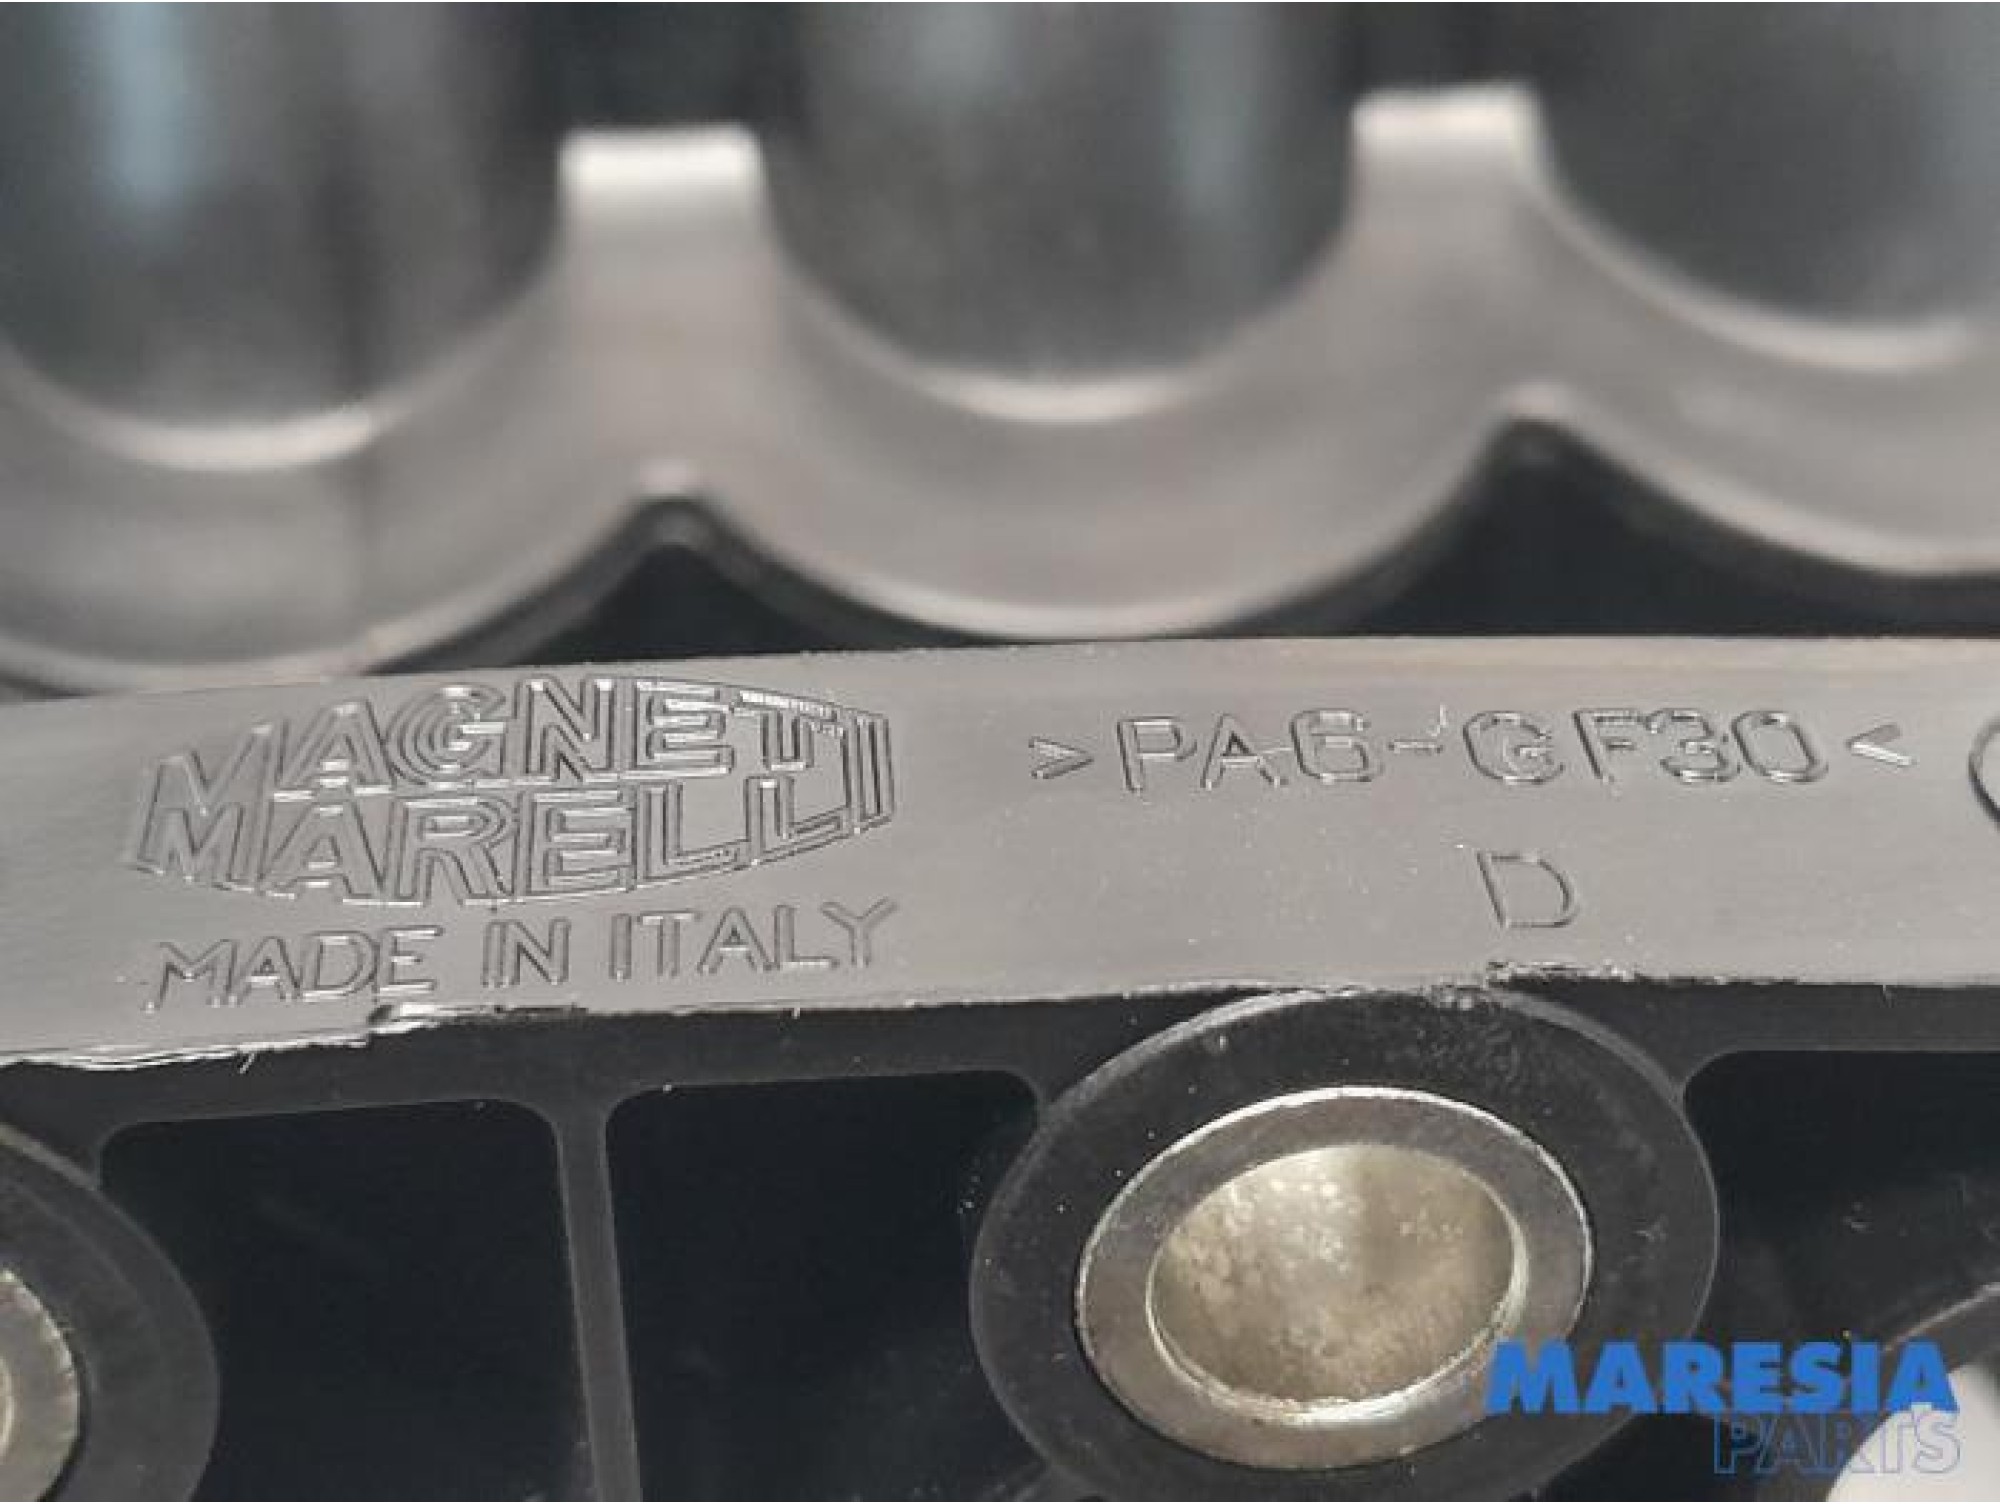 MAGNETI
MARELLI
MADE IN ITALY
>PA6-GF30<
D
MARESIA
PARTS